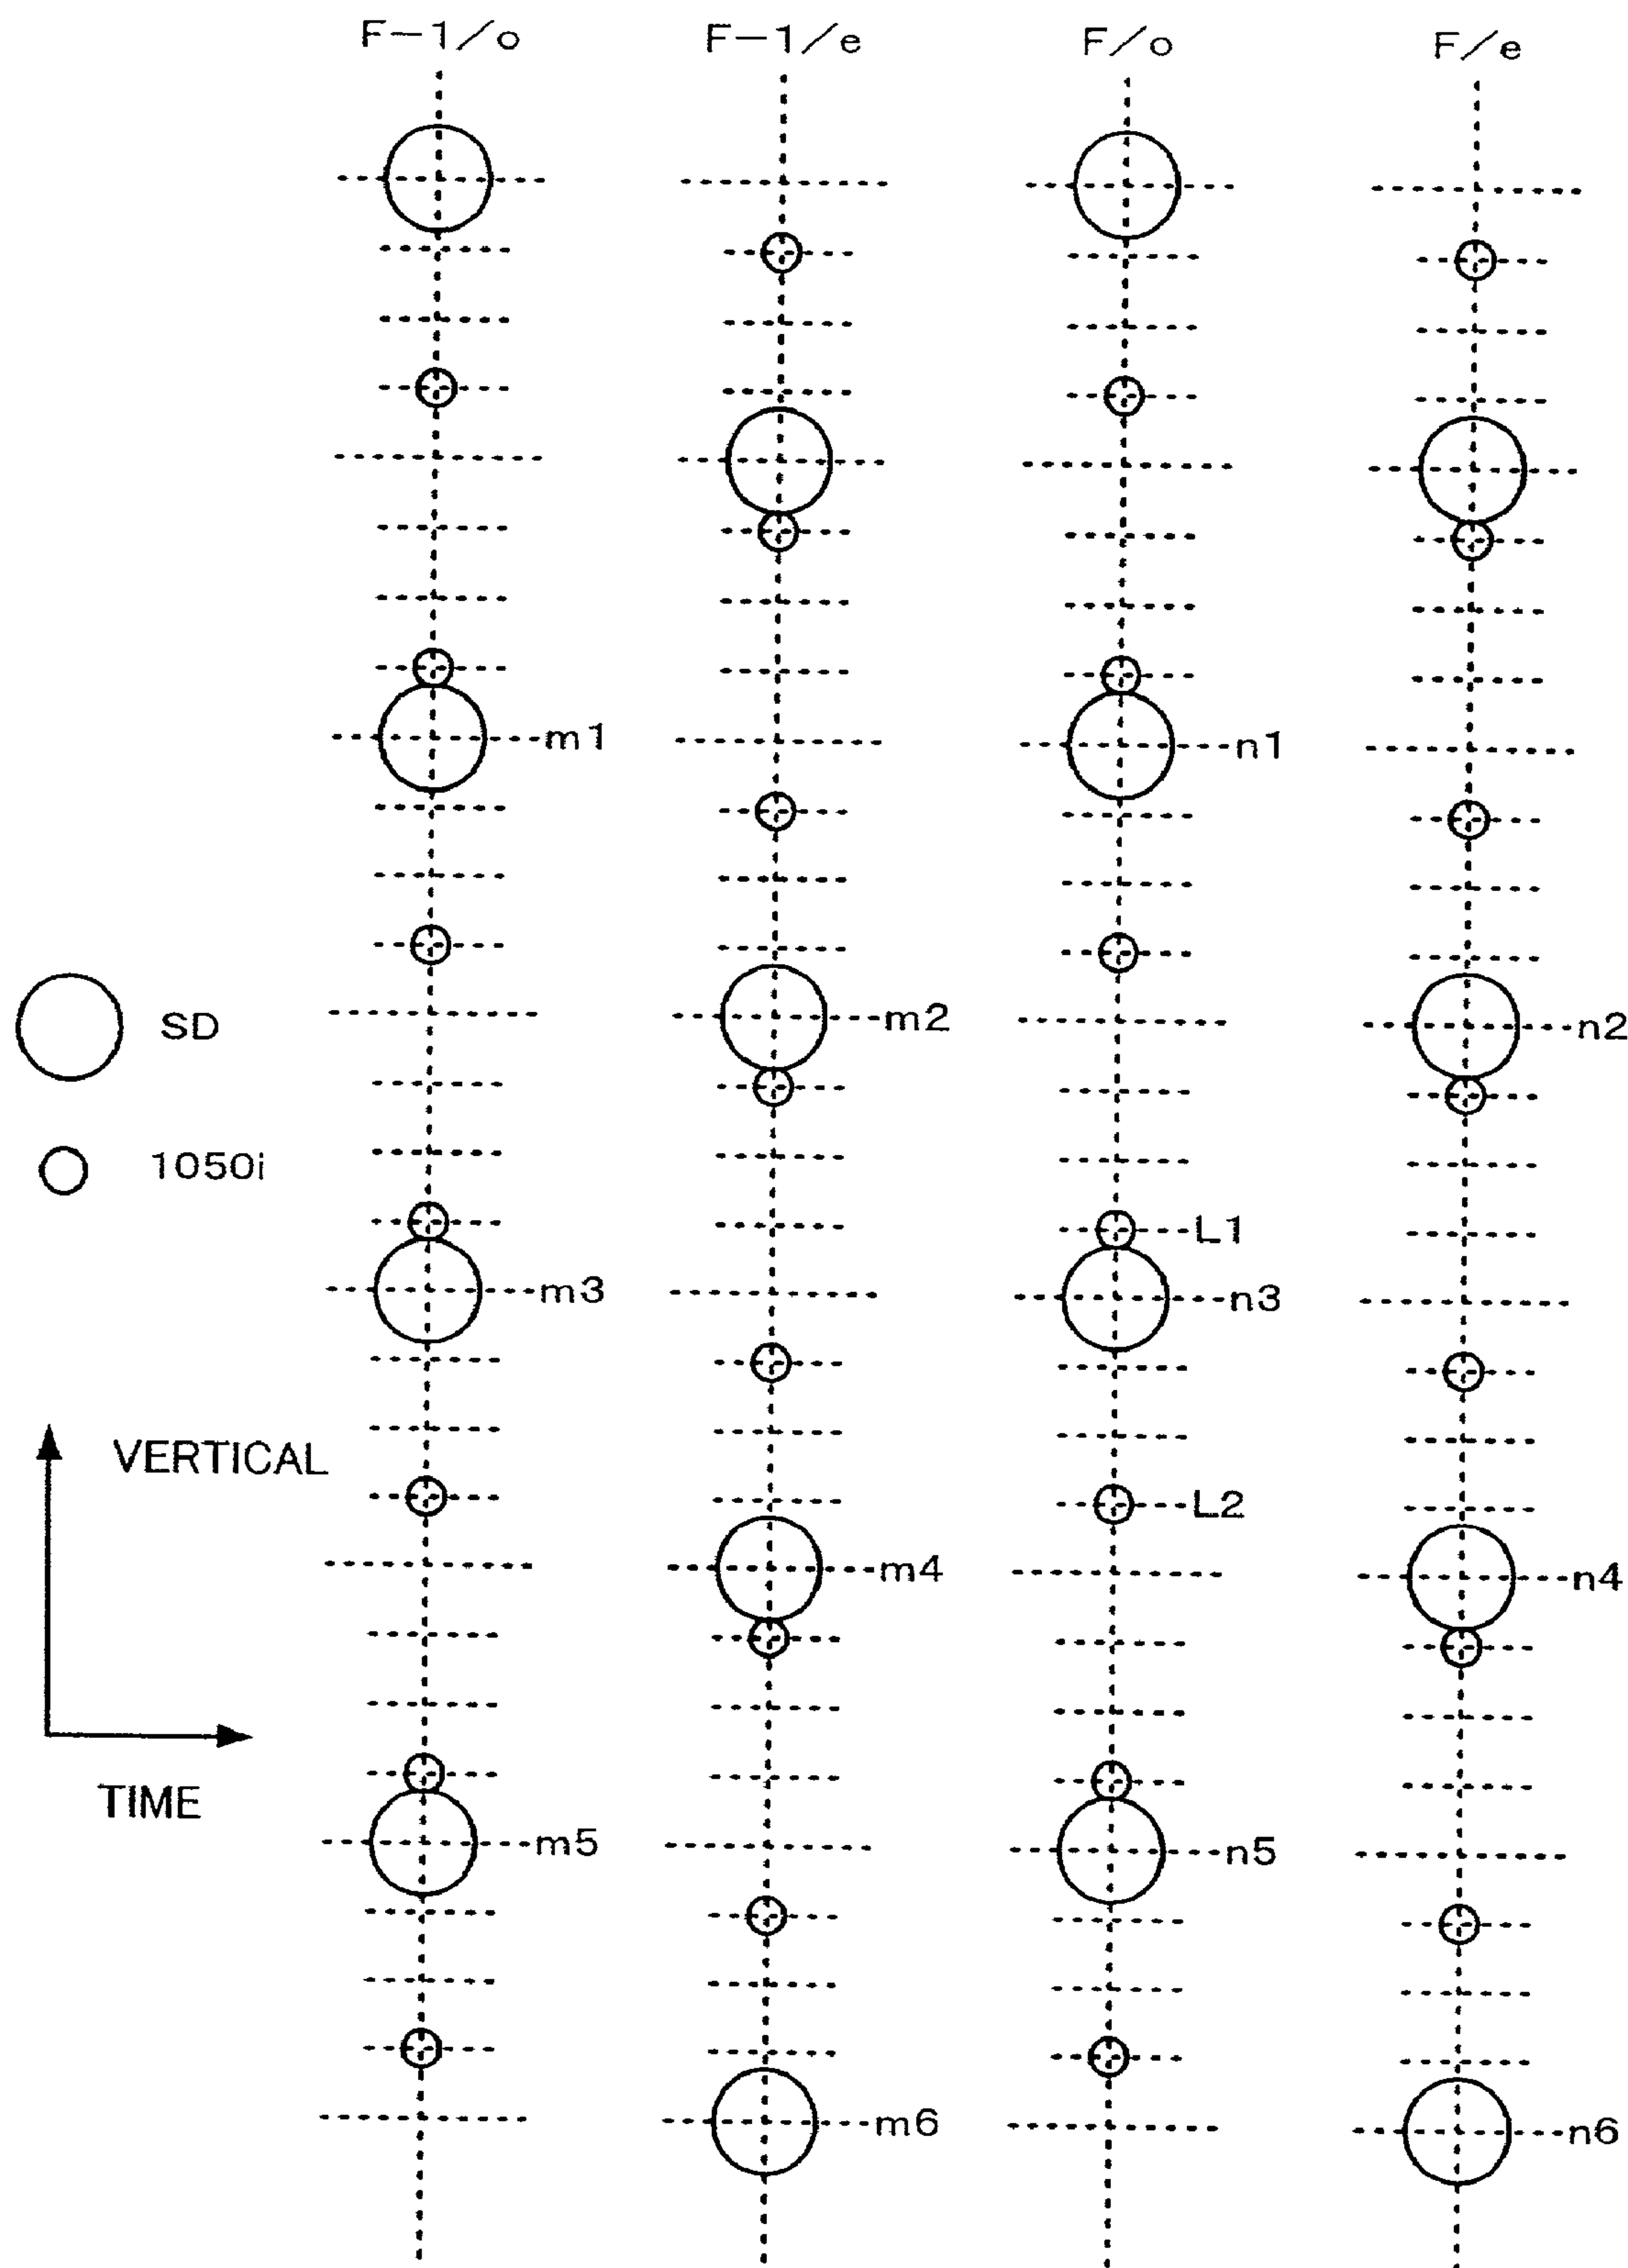 F-1/o F-1/e F/o F/e
m1 n1
SD m2 n2
1050i
L1
m3 n3
VERTICAL
L2
m4 n4
TIME
m5 n5
m6 n6